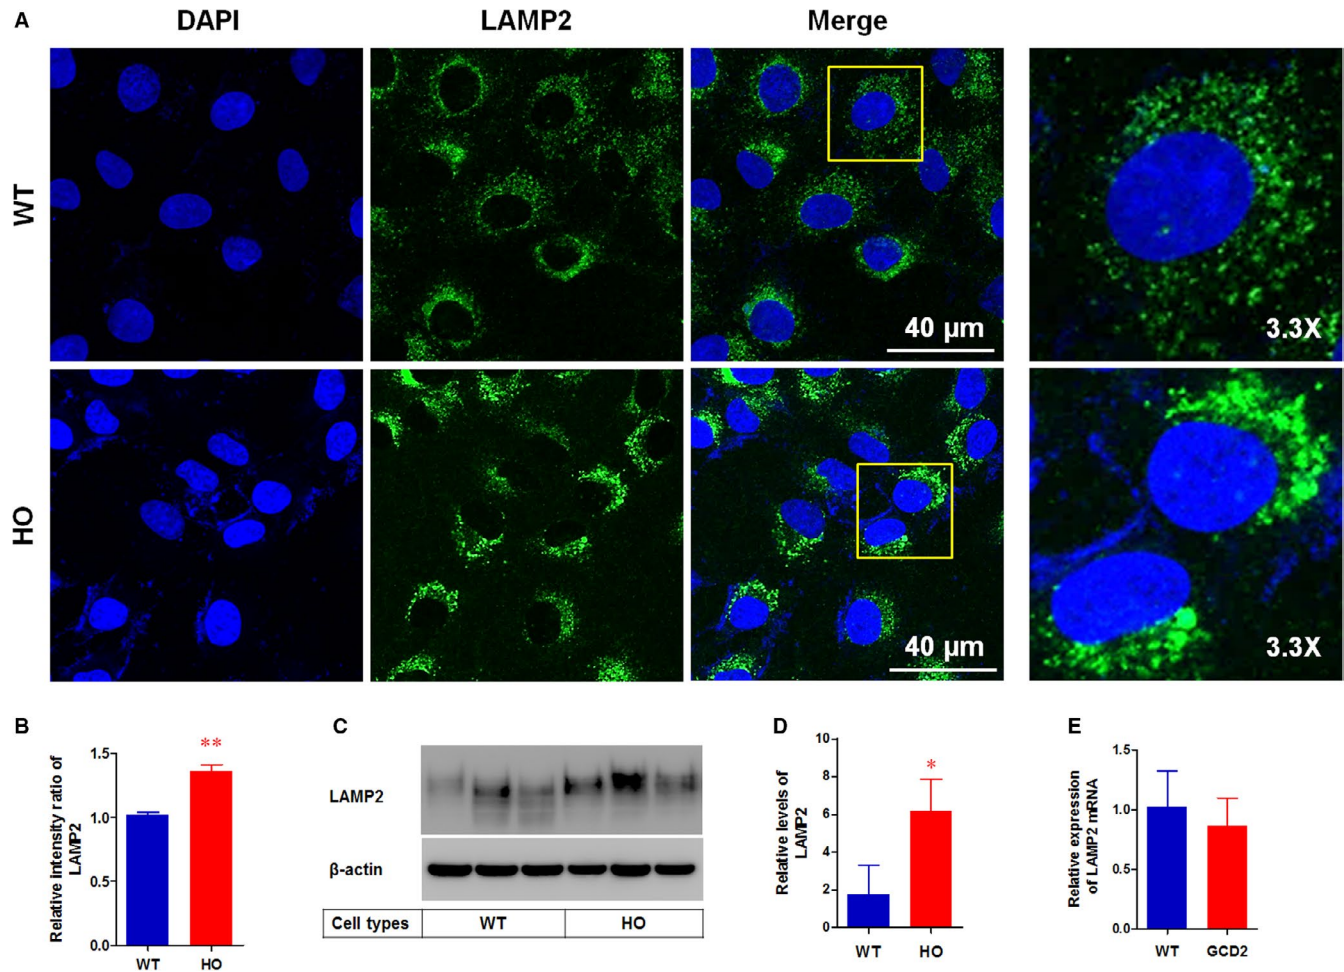 A
DAPI
LAMP2
Merge
WT
40 µm
3.3X
HO
40 µm
3.3X
B
Relative intensity ratio of
LAMP2
1.5
1.0
0.5
0.0
**
WT
HO
C
LAMP2
β-actin
Cell types
WT
HO
D
Relative levels of
LAMP2
10
8
6
4
2
0
*
WT
HO
E
Relative expression
of LAMP2 mRNA
1.5
1.0
0.5
0.0
WT
GCD2